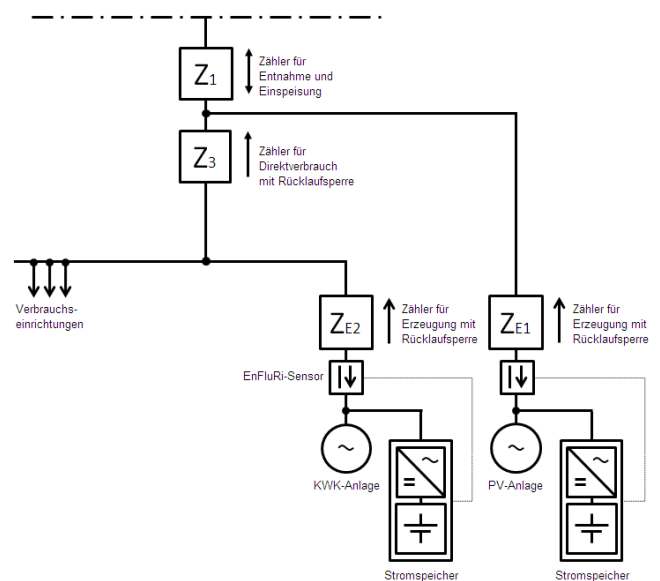 Z1
Zähler für
Entnahme und
Einspeisung
Z3
Zähler für
Direktverbrauch
mit Rücklaufsperre
Verbrauchs-
einrichtungen
ZE2
Zähler für
Erzeugung mit
Rücklaufsperre
ZE1
Zähler für
Erzeugung mit
Rücklaufsperre
EnFluRi-Sensor
KWK-Anlage
PV-Anlage
Stromspeicher
Stromspeicher